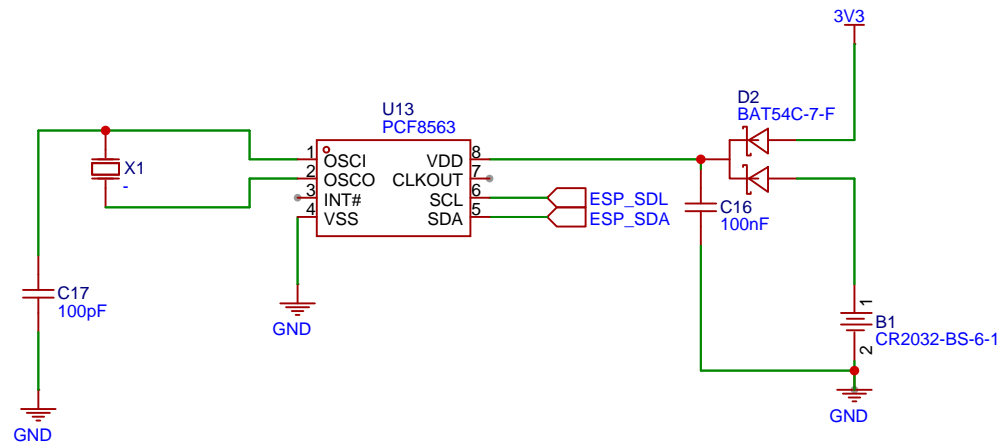 3V3
D2
BAT54C-7-F
U13
PCF8563
X1
-
1
OSCI
VDD
8
2
OSCO
CLKOUT
7
3
INT#
SCL
6
4
VSS
SDA
5
ESP_SDL
ESP_SDA
C16
100nF
C17
100pF
GND
1
B1
CR2032-BS-6-1
2
GND
GND